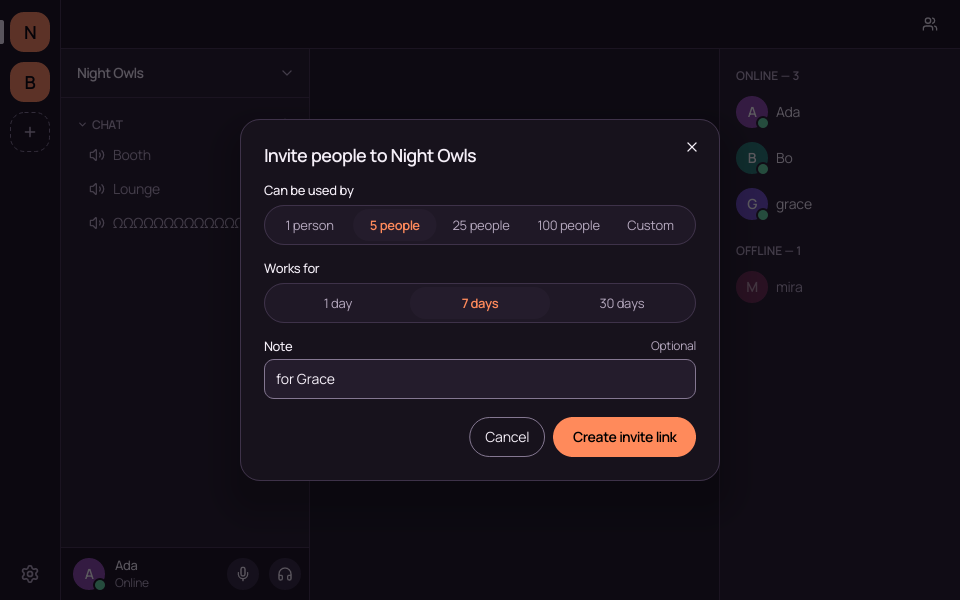 N
B
Night Owls
CHAT
Booth
Lounge
ΩΩΩΩΩΩΩΩΩΩΩΩ
Ada
Online
A
Invite people to Night Owls
Can be used by
1 person 5 people 25 people 100 people Custom
Works for
1 day 7 days 30 days
Note Optional
for Grace
Cancel Create invite link
ONLINE — 3
A Ada
B Bo
G grace
OFFLINE — 1
M mira